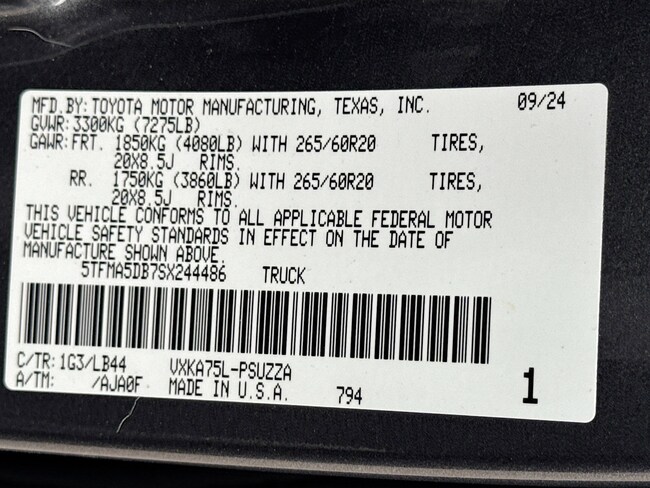 MFD.BY: TOYOTA MOTOR MANUFACTURING, TEXAS, INC. 09/24
GVWR: 3300KG (7275LB)
GAWR: FRT. 1850KG (4080LB) WITH 265/60R20 TIRES,
20X8.5J RIMS.
RR. 1750KG (3860LB) WITH 265/60R20 TIRES,
20X8.5J RIMS.
THIS VEHICLE CONFORMS TO ALL APPLICABLE FEDERAL MOTOR
VEHICLE SAFETY STANDARDS IN EFFECT ON THE DATE OF
MANUFACTURE SHOWN ABOVE.
5TFMA5DB7SX244486 TRUCK
C/TR: 1G3/LB44 VXKA75L-PSUZZA
A/TM: /AJA0F MADE IN U.S.A. 794 1